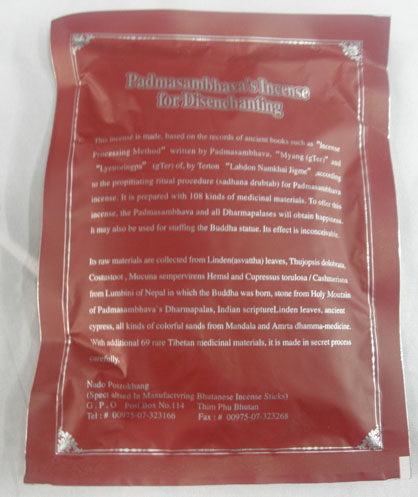 Padmasambhava's Incense
for Disenchanting
This incense is made, based on the records of ancient books such as "Incense
Processing Method" written by Padmasambhava, "Myang (gTer)" and
(gTer) of, by Terton "Lahdon Namkhai Jigme" ,according
to the propitiating ritual procedure (sadhana drubtab) for Padmasambhava
incense. It is prepared with 108 kinds of medicinal materials. To offer this
incense, the Padmasambhava and all Dharmapalases will obtain happiness.
It may also be used for stuffing the Buddha statue. Its effect is inconceivable.
Its raw materials are collected from Linden(asvattha) leaves, Thujopsis dolobrata,
Costustoot , Mucuna sempervirens Hemsl and Cupressus torulosa / Cashmeriana
from Lumbini of Nepal in which the Buddha was born, stone from Holy Moutain
of Padmasambhava`s Dharmapalas, Indian scriptureLinden leaves, ancient
cypress, all kinds of colorful sands from Mandala and Amrta dhamma-medicine.
With additional 69 rare Tibetan medicinal materials, it is made in secret process
carefully.
Nado Poizokhang
(Speci alised In Manufactvring Bhutanese Incense Sticks)
G . P . O Post Box No.114 Thim Phu Bhutan
Tel : # 00975-07-323166 Fax : # 00975-07-323268